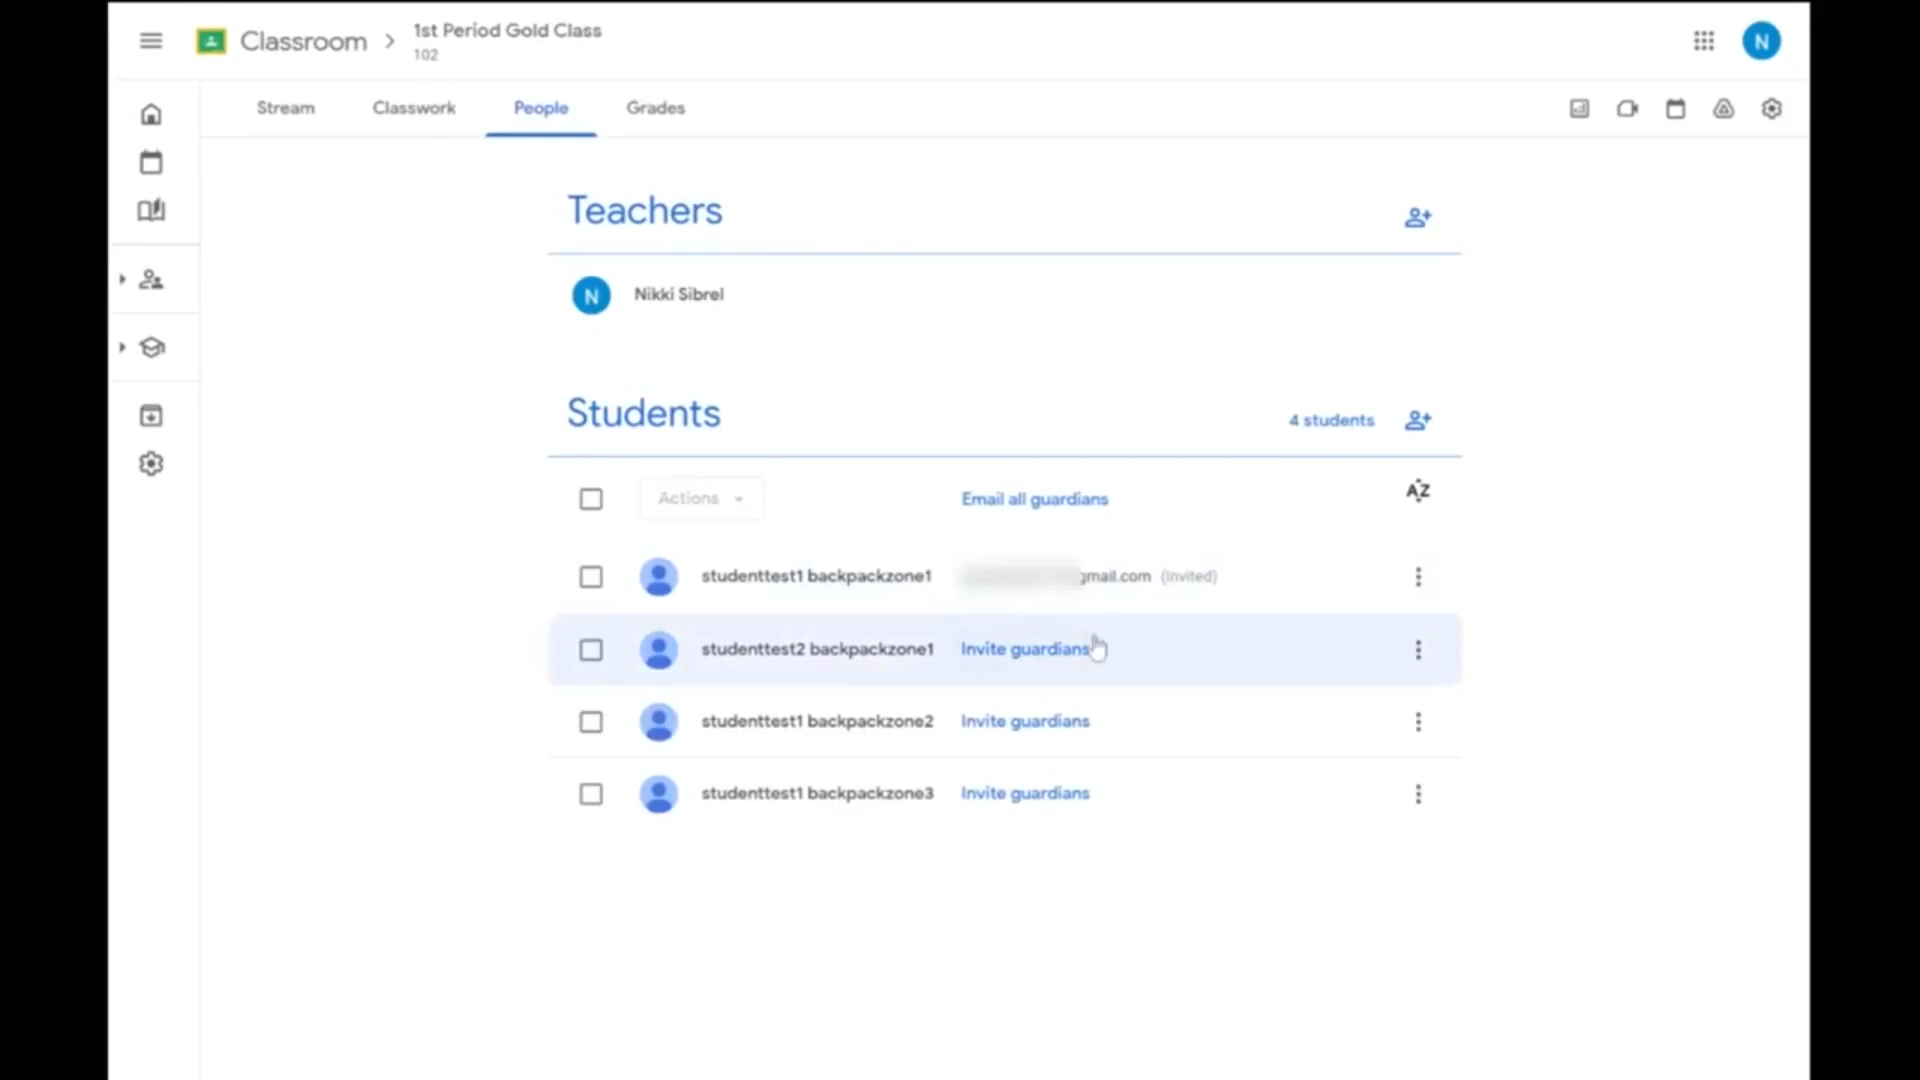 Classroom > 1st Period Gold Class
102
N
Stream Classwork People Grades
Teachers
N Nikki Sibrel
Students 4 students
Actions Email all guardians AZ
studenttest1 backpackzone1 gmail.com (invited)
studenttest2 backpackzone1 Invite guardians
studenttest1 backpackzone2 Invite guardians
studenttest1 backpackzone3 Invite guardians